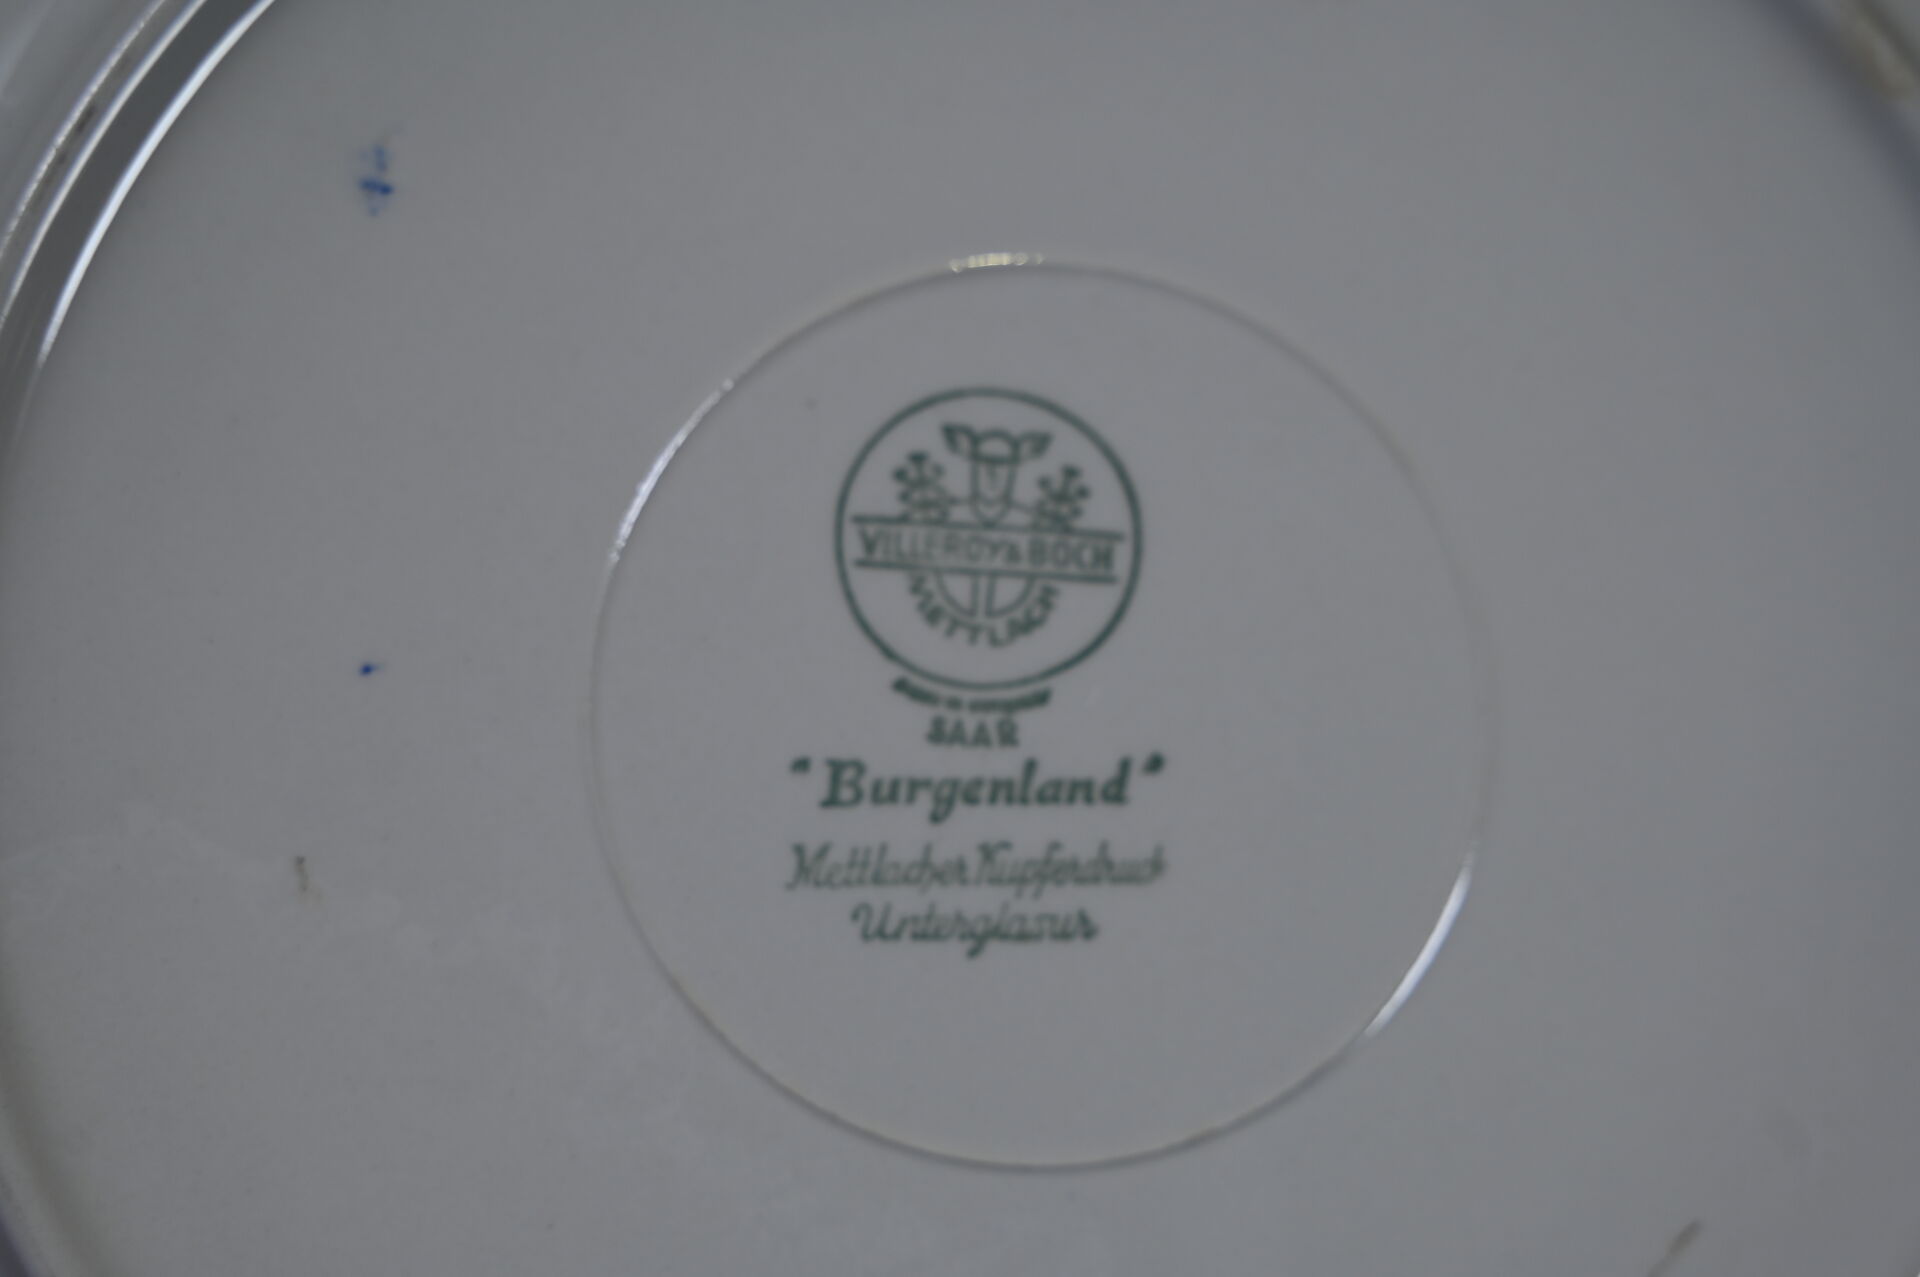 VILLEROY & BOCH
METTLACH
SAAR
"Burgenland"
Mettlacher Kupferdruck
Unterglasur